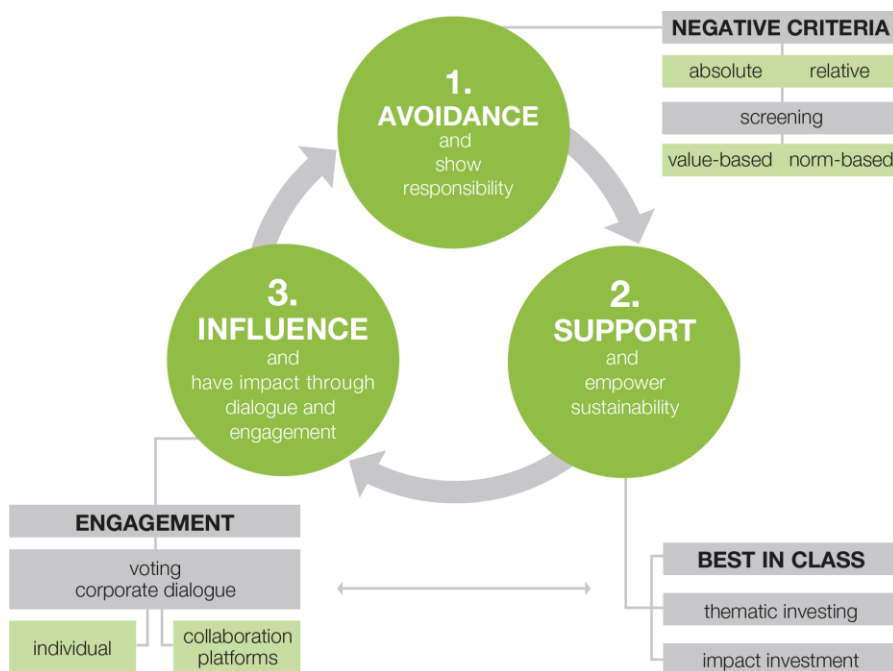 1.
AVOIDANCE
and
show
responsibility
NEGATIVE CRITERIA
absolute
relative
screening
value-based
norm-based
2.
SUPPORT
and
empower
sustainability
BEST IN CLASS
thematic investing
impact investment
3.
INFLUENCE
and
have impact through
dialogue and
engagement
ENGAGEMENT
voting
corporate dialogue
individual
collaboration
platforms